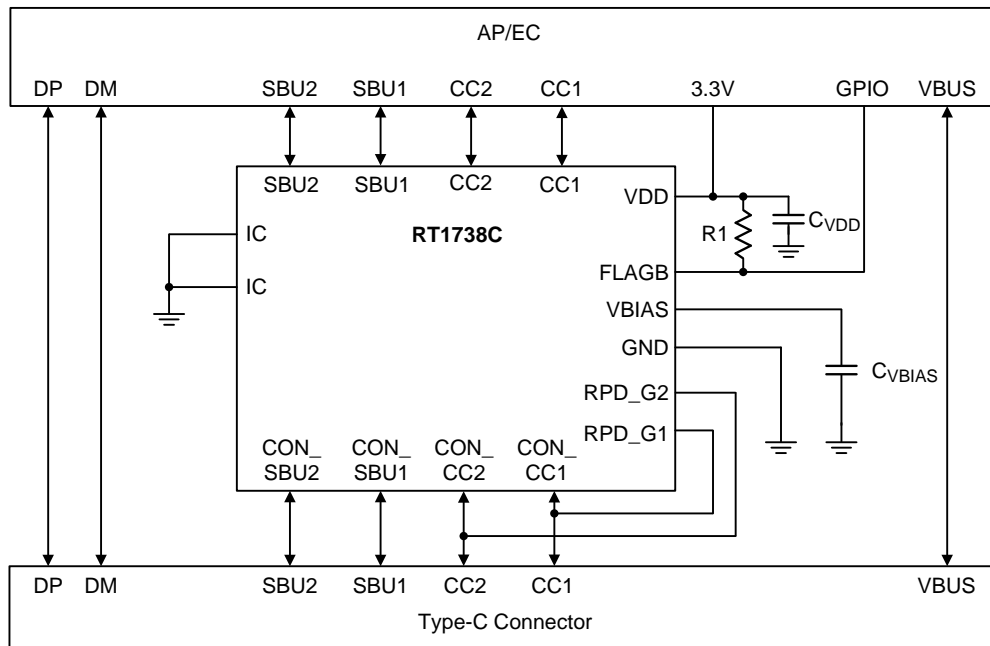 AP/EC
DP DM SBU2 SBU1 CC2 CC1 3.3V GPIO VBUS
SBU2 SBU1 CC2 CC1
VDD
IC
RT1738C
R1
CVDD
FLAGB
IC
VBIAS
GND
CVBIAS
RPD_G2
RPD_G1
CON_ CON_ CON_ CON_
SBU2 SBU1 CC2 CC1
DP DM SBU2 SBU1 CC2 CC1 VBUS
Type-C Connector